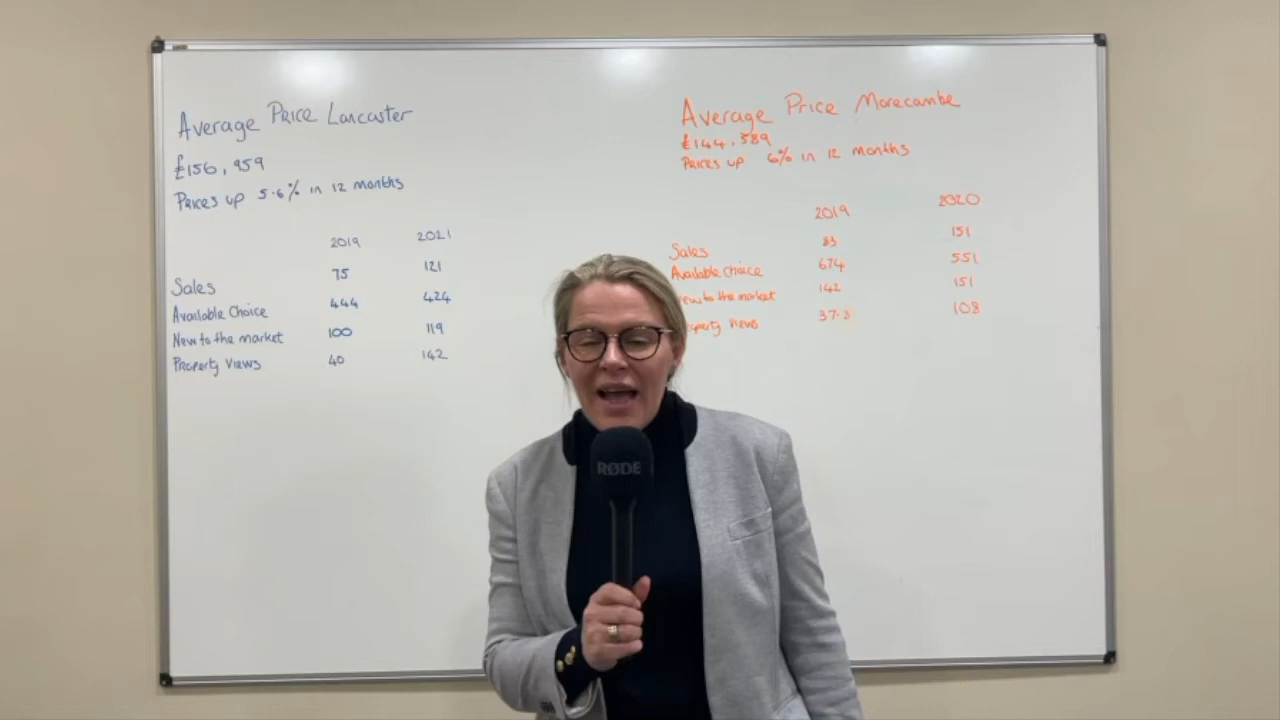 Average Price Lancaster
£156,959
Prices up 5.6% in 12 months
2019 2021
Sales 75 121
Available Choice 444 424
New to the market 100 119
Property Views 40 142
Average Price Morecambe
£144,589
Prices up 6% in 12 months
2019 2020
Sales 83 151
Available Choice 674 551
New to the market 142 151
Property Views 37.8 108
RØDE